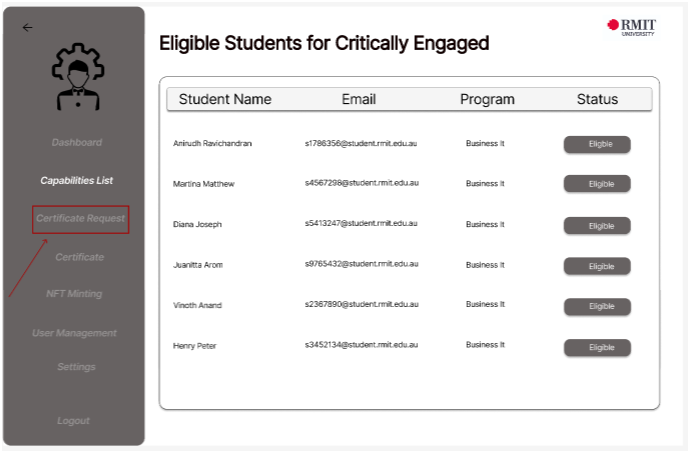 RMIT
UNIVERSITY
Eligible Students for Critically Engaged
Dashboard
Capabilities List
Certificate Request
Certificate
NFT Minting
User Management
Settings
Logout
Student Name Email Program Status
Anirudh Ravichandran s1786356@student.rmit.edu.au Business It Eligible
Martina Matthew s4567298@student.rmit.edu.au Business It Eligible
Diana Joseph s5413247@student.rmit.edu.au Business It Eligible
Juanitta Arom s9765432@student.rmit.edu.au Business It Eligible
Vinoth Anand s2367890@student.rmit.edu.au Business It Eligible
Henry Peter s3452134@student.rmit.edu.au Business It Eligible